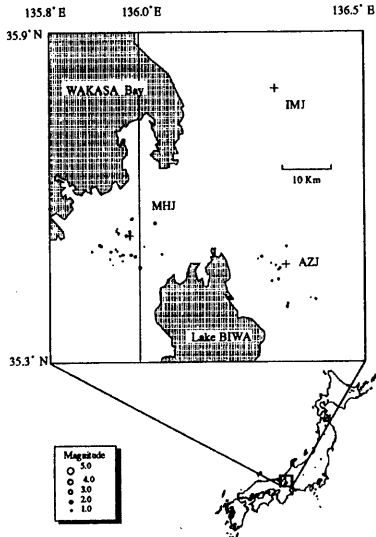 135.8° E 136.0° E 136.5° E
35.9° N
WAKASA Bay
IMJ
10 Km
MHJ
AZJ
Lake BIWA
35.3° N
Magnitude
5.0
4.0
3.0
2.0
1.0